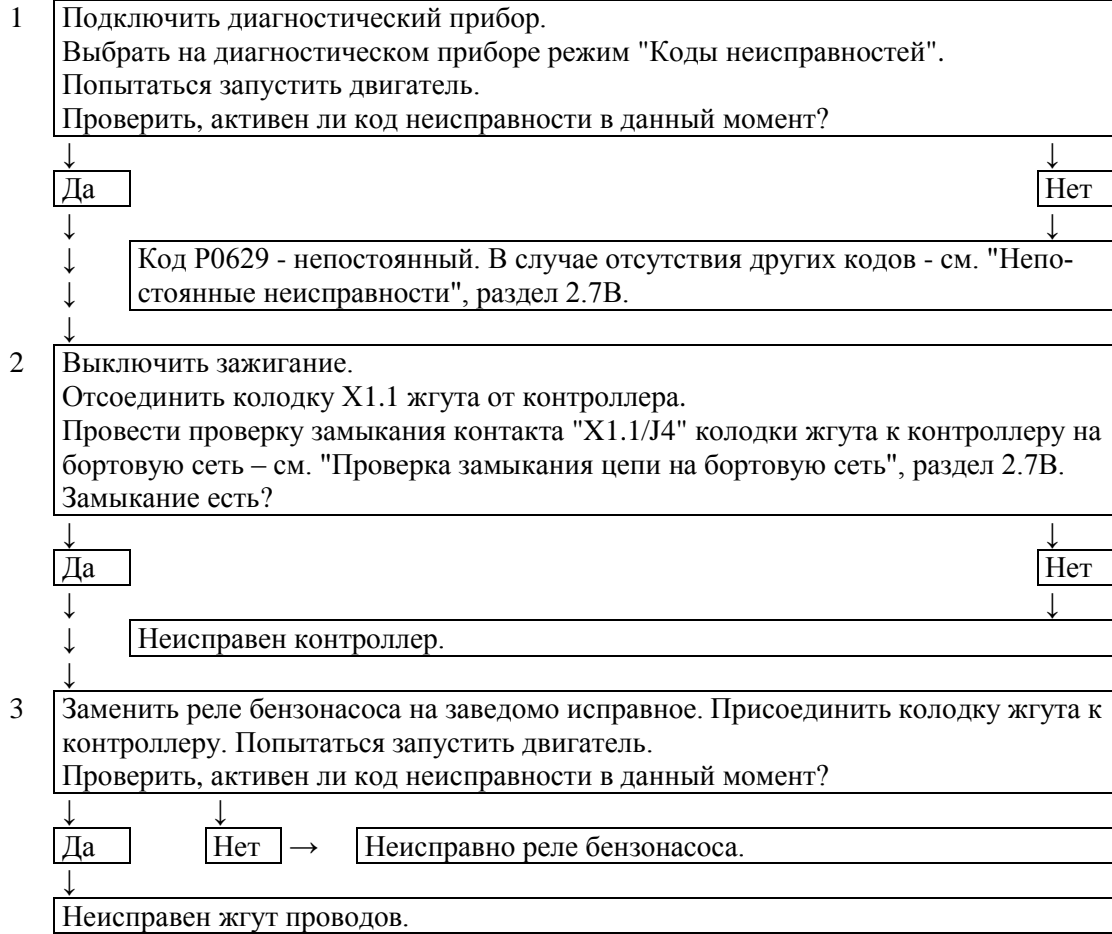 1 Подключить диагностический прибор.
Выбрать на диагностическом приборе режим "Коды неисправностей".
Попытаться запустить двигатель.
Проверить, активен ли код неисправности в данный момент?
↓ ↓
Да Нет
↓ ↓
↓ Код Р0629 - непостоянный. В случае отсутствия других кодов - см. "Непо-
↓ стоянные неисправности", раздел 2.7В.
↓
2 Выключить зажигание.
Отсоединить колодку Х1.1 жгута от контроллера.
Провести проверку замыкания контакта "Х1.1/J4" колодки жгута к контроллеру на
бортовую сеть – см. "Проверка замыкания цепи на бортовую сеть", раздел 2.7В.
Замыкание есть?
↓ ↓
Да Нет
↓ ↓
↓ Неисправен контроллер.
↓
3 Заменить реле бензонасоса на заведомо исправное. Присоединить колодку жгута к
контроллеру. Попытаться запустить двигатель.
Проверить, активен ли код неисправности в данный момент?
↓ ↓
Да Нет → Неисправно реле бензонасоса.
↓
Неисправен жгут проводов.